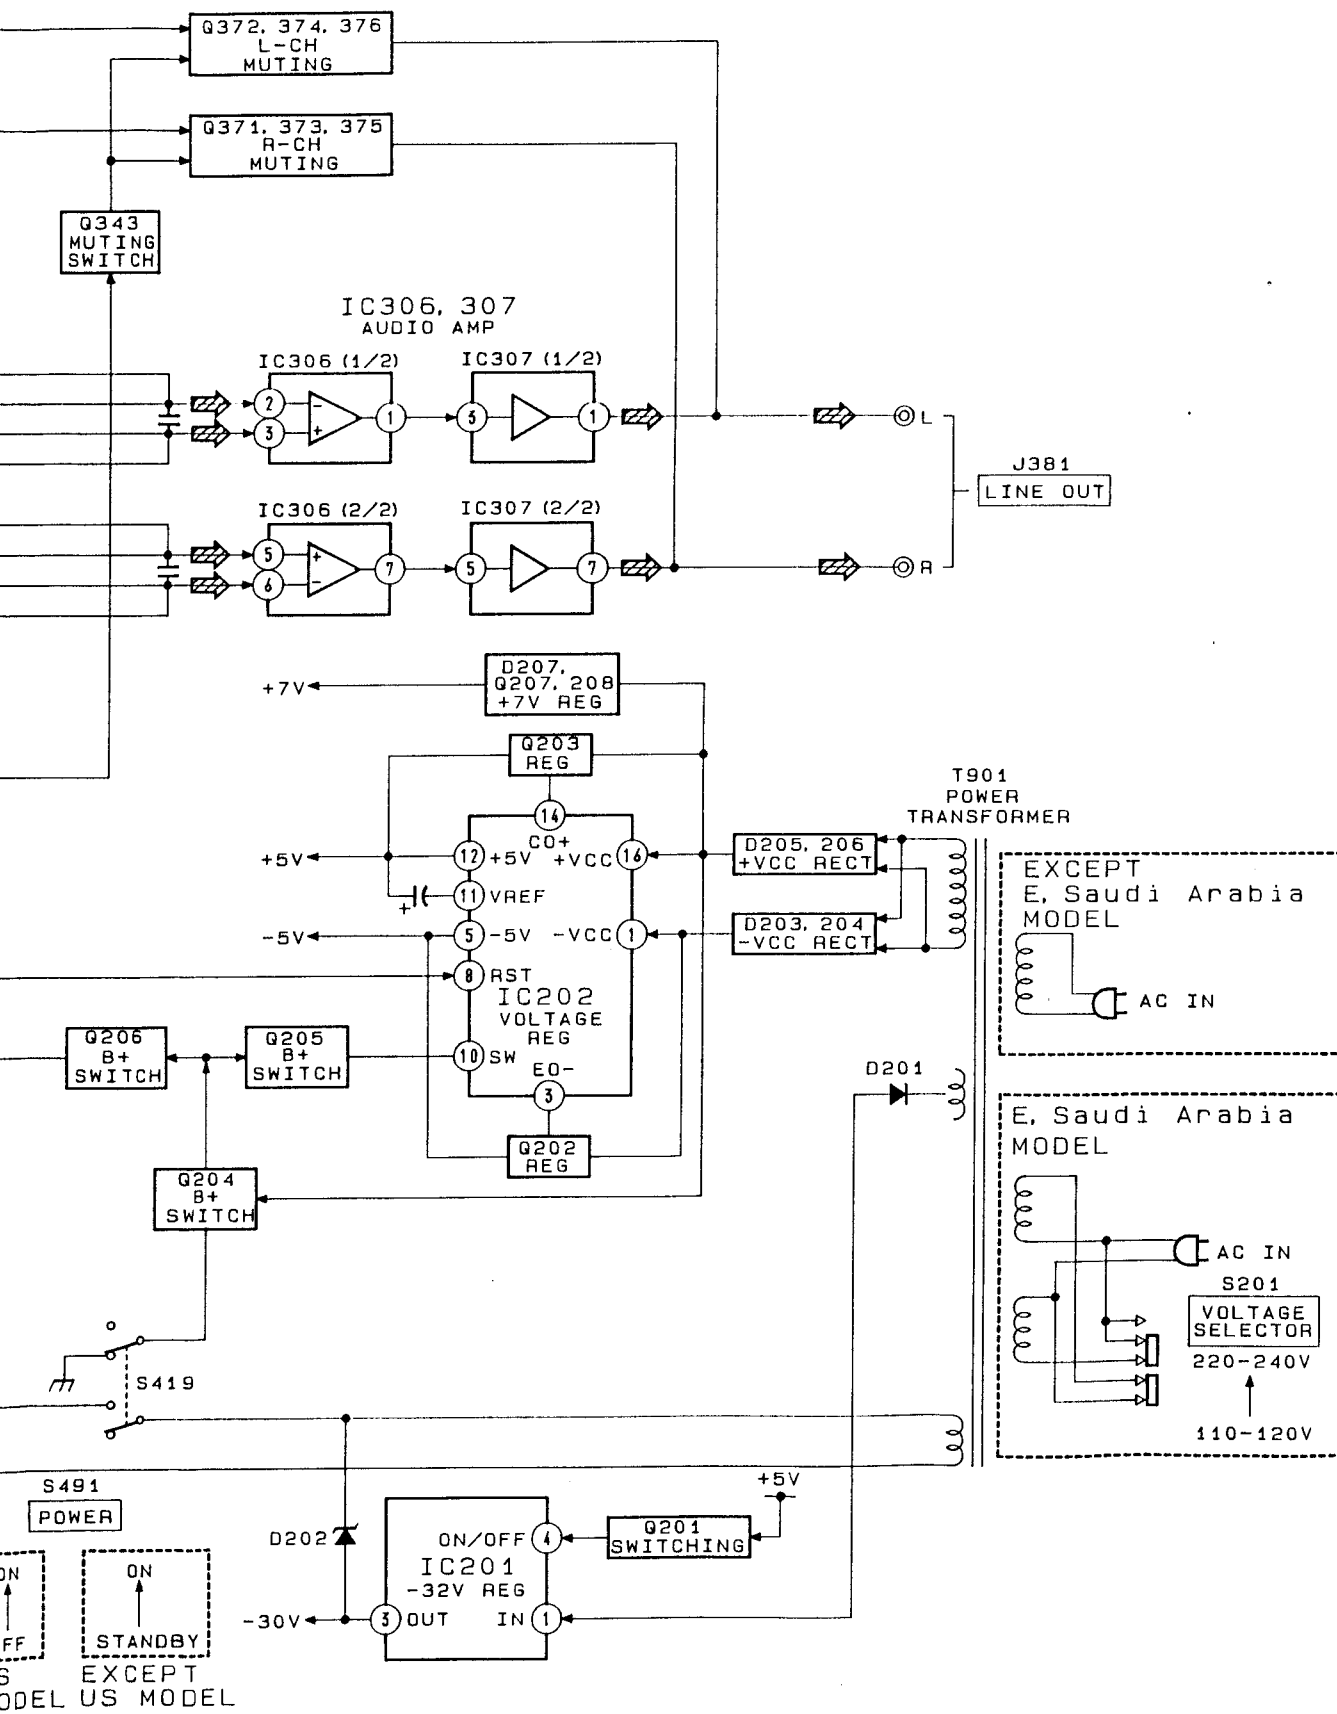 Q372, 374, 376
L-CH
MUTING
Q371, 373, 375
R-CH
MUTING
Q343
MUTING
SWITCH
IC306, 307
AUDIO AMP
IC306 (1/2)
IC307 (1/2)
2
-
3
+
1
3
1
L
J381
LINE OUT
IC306 (2/2)
IC307 (2/2)
5
+
6
-
7
5
7
R
D207,
Q207, 208
+7V REG
+7V
Q203
REG
14
CO+
T901
POWER
TRANSFORMER
+5V
12
+5V
+VCC
16
D205, 206
+VCC RECT
11
VREF
+
-5V
5
-5V
-VCC
1
D203, 204
-VCC RECT
8
RST
IC202
VOLTAGE
REG
10
SW
EO-
3
Q202
REG
Q206
B+
SWITCH
Q205
B+
SWITCH
Q204
B+
SWITCH
D201
EXCEPT
E, Saudi Arabia
MODEL
AC IN
E, Saudi Arabia
MODEL
AC IN
S201
VOLTAGE
SELECTOR
220-240V
110-120V
S419
S491
POWER
+5V
D202
ON/OFF
4
Q201
SWITCHING
IC201
-32V REG
-30V
3
OUT
IN
1
ON
FF
S
ODEL
ON
STANDBY
EXCEPT
US MODEL